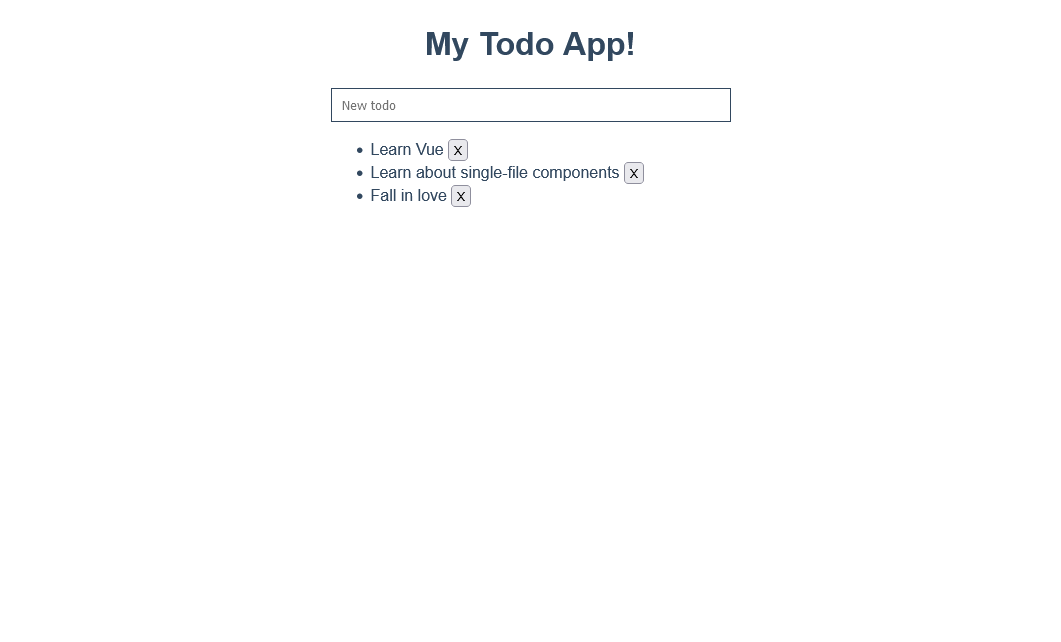 My Todo App!
New todo
Learn Vue X
Learn about single-file components X
Fall in love X